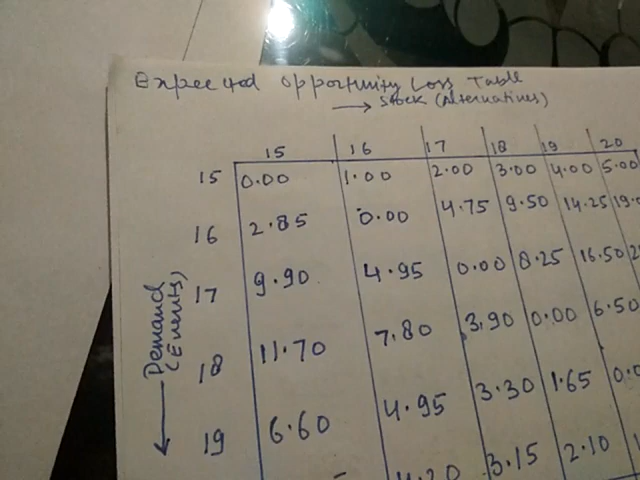 Expected Opportunity Loss Table
→ Stock (Alternatives)
15 16 17 18 19 20
15 0.00 1.00 2.00 3.00 4.00 5.00
16 2.85 0.00 4.75 9.50 14.25
17 9.90 4.95 0.00 8.25 16.50
18 11.70 7.80 3.90 0.00 6.50
19 6.60 4.95 3.30 1.65
3.15 2.10
Demand
(Events)